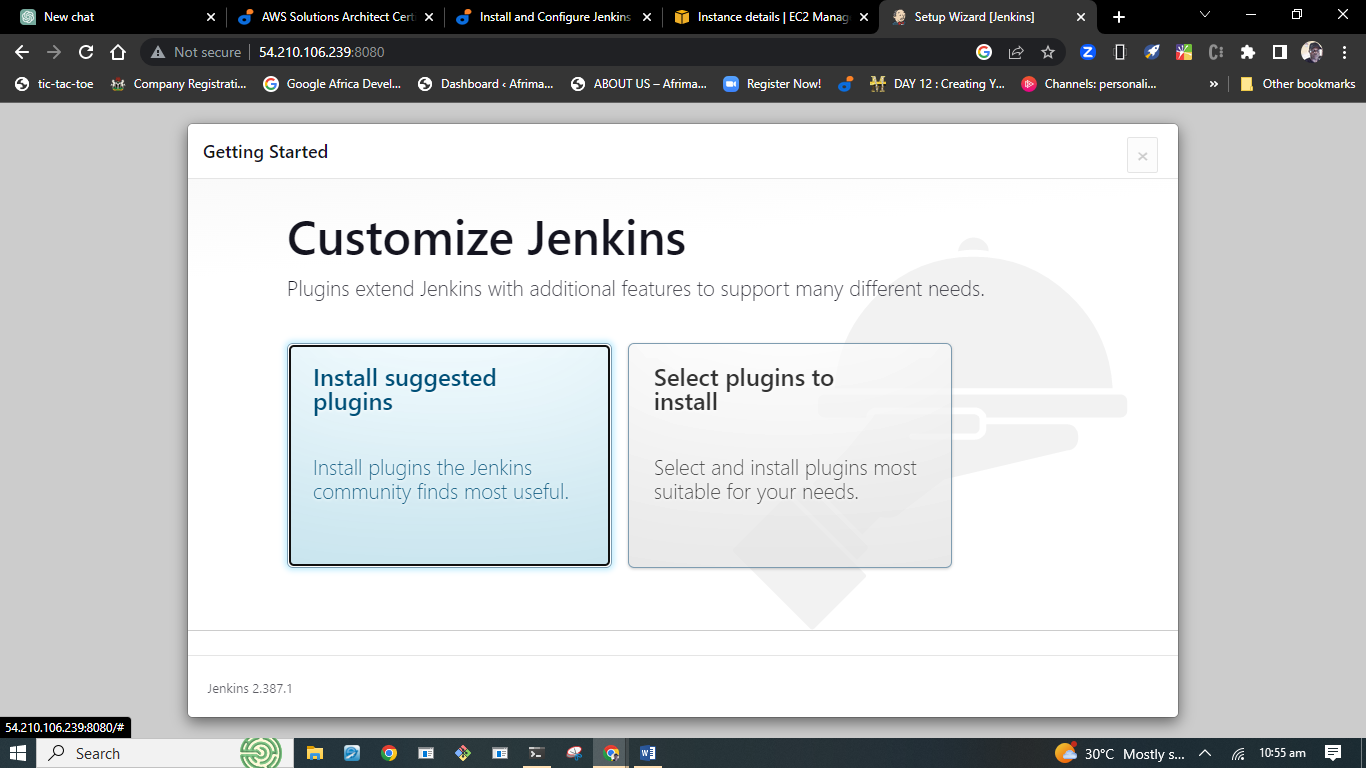 New chat
AWS Solutions Architect Cert
Install and Configure Jenkins
Instance details | EC2 Manag
Setup Wizard [Jenkins]
Not secure
54.210.106.239:8080
tic-tac-toe
Company Registrati...
Google Africa Devel...
Dashboard ‹ Afrima...
ABOUT US – Afrima...
Register Now!
DAY 12 : Creating Y...
Channels: personali...
»
Other bookmarks
Getting Started
Customize Jenkins
Plugins extend Jenkins with additional features to support many different needs.
Install suggested
plugins
Install plugins the Jenkins
community finds most useful.
Select plugins to
install
Select and install plugins most
suitable for your needs.
Jenkins 2.387.1
54.210.106.239:8080/#
Search
30°C Mostly s...
10:55 am